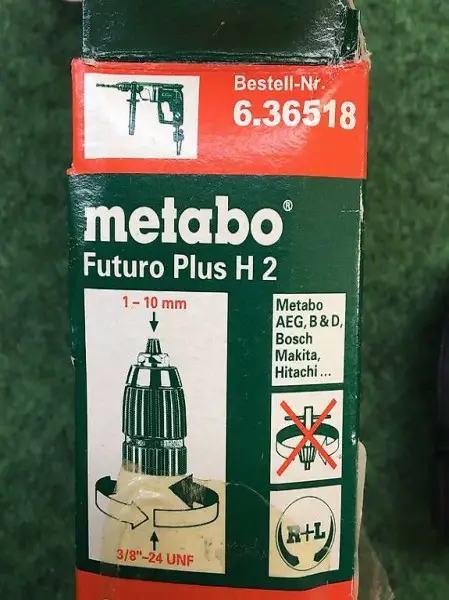 Bestell-Nr.
6.36518
metabo®
Futuro Plus H 2
1 – 10 mm
Metabo
AEG, B & D,
Bosch
Makita,
Hitachi ...
R+L
3/8"–24 UNF